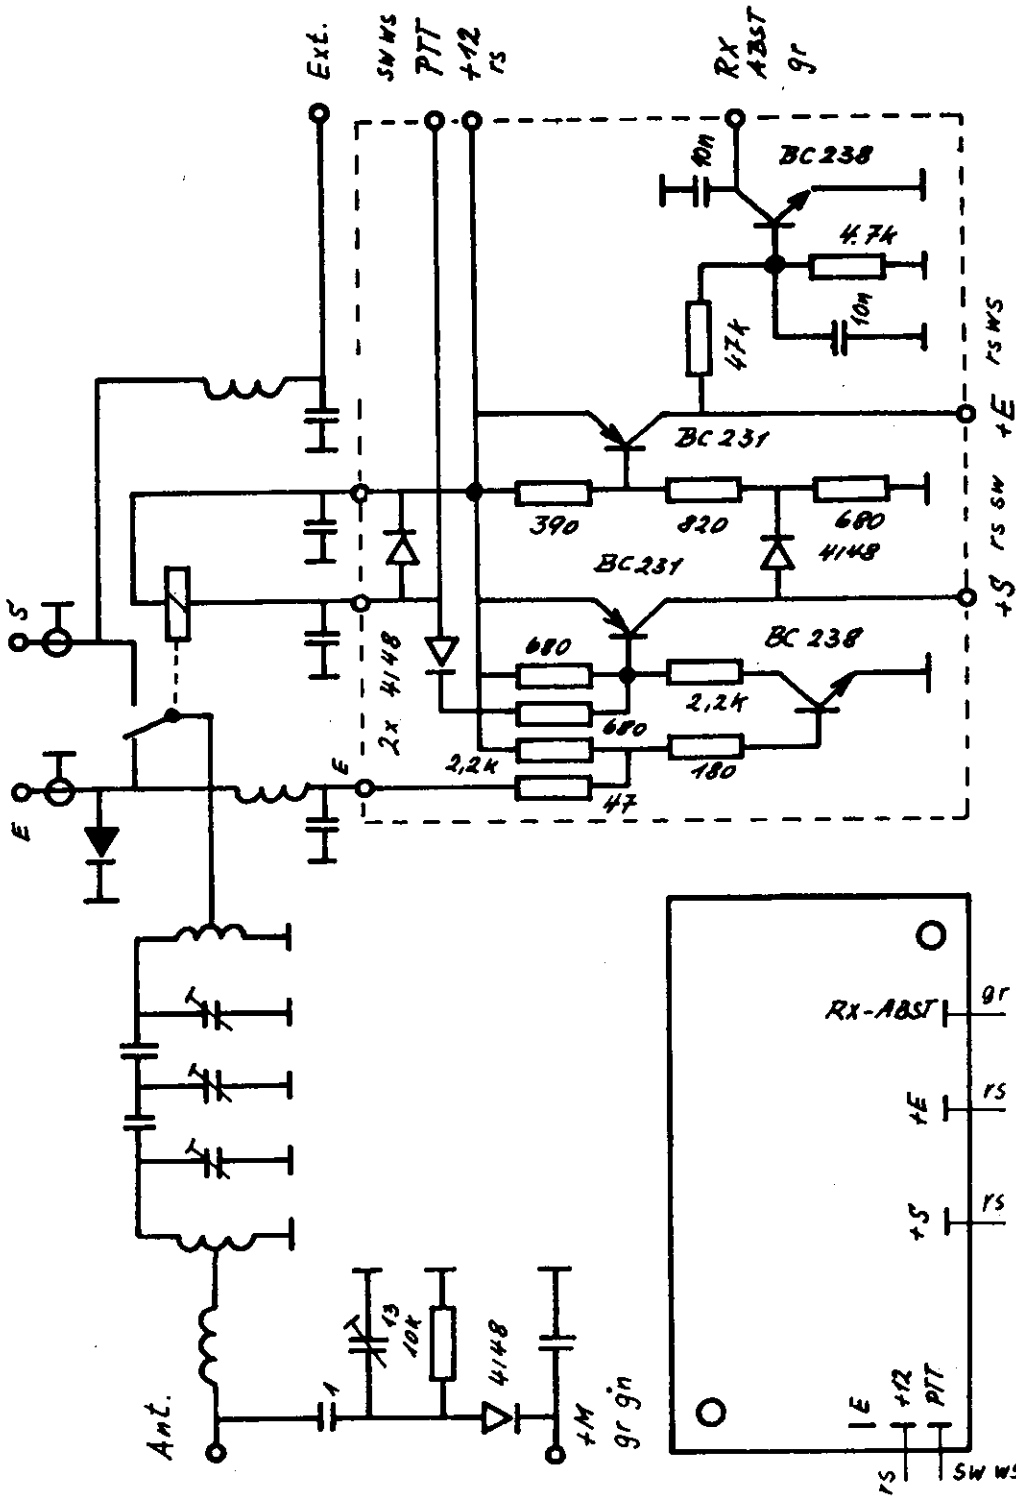 Ext.
SW WS
PTT
+12
rs
RX
ABST
gr
10n
BC 238
4.7k
10n
47k
+E rs ws
BC 231
390
820
680
4148
BC 231
+S rs sw
S
2x 4148
680
680
2,2k
BC 238
2,2k
180
47
E
E
Ant.
1
13
10k
4148
+M
gr gn
RX-ABST
gr
+E
rs
+S
rs
E
+12
PTT
rs
SW WS